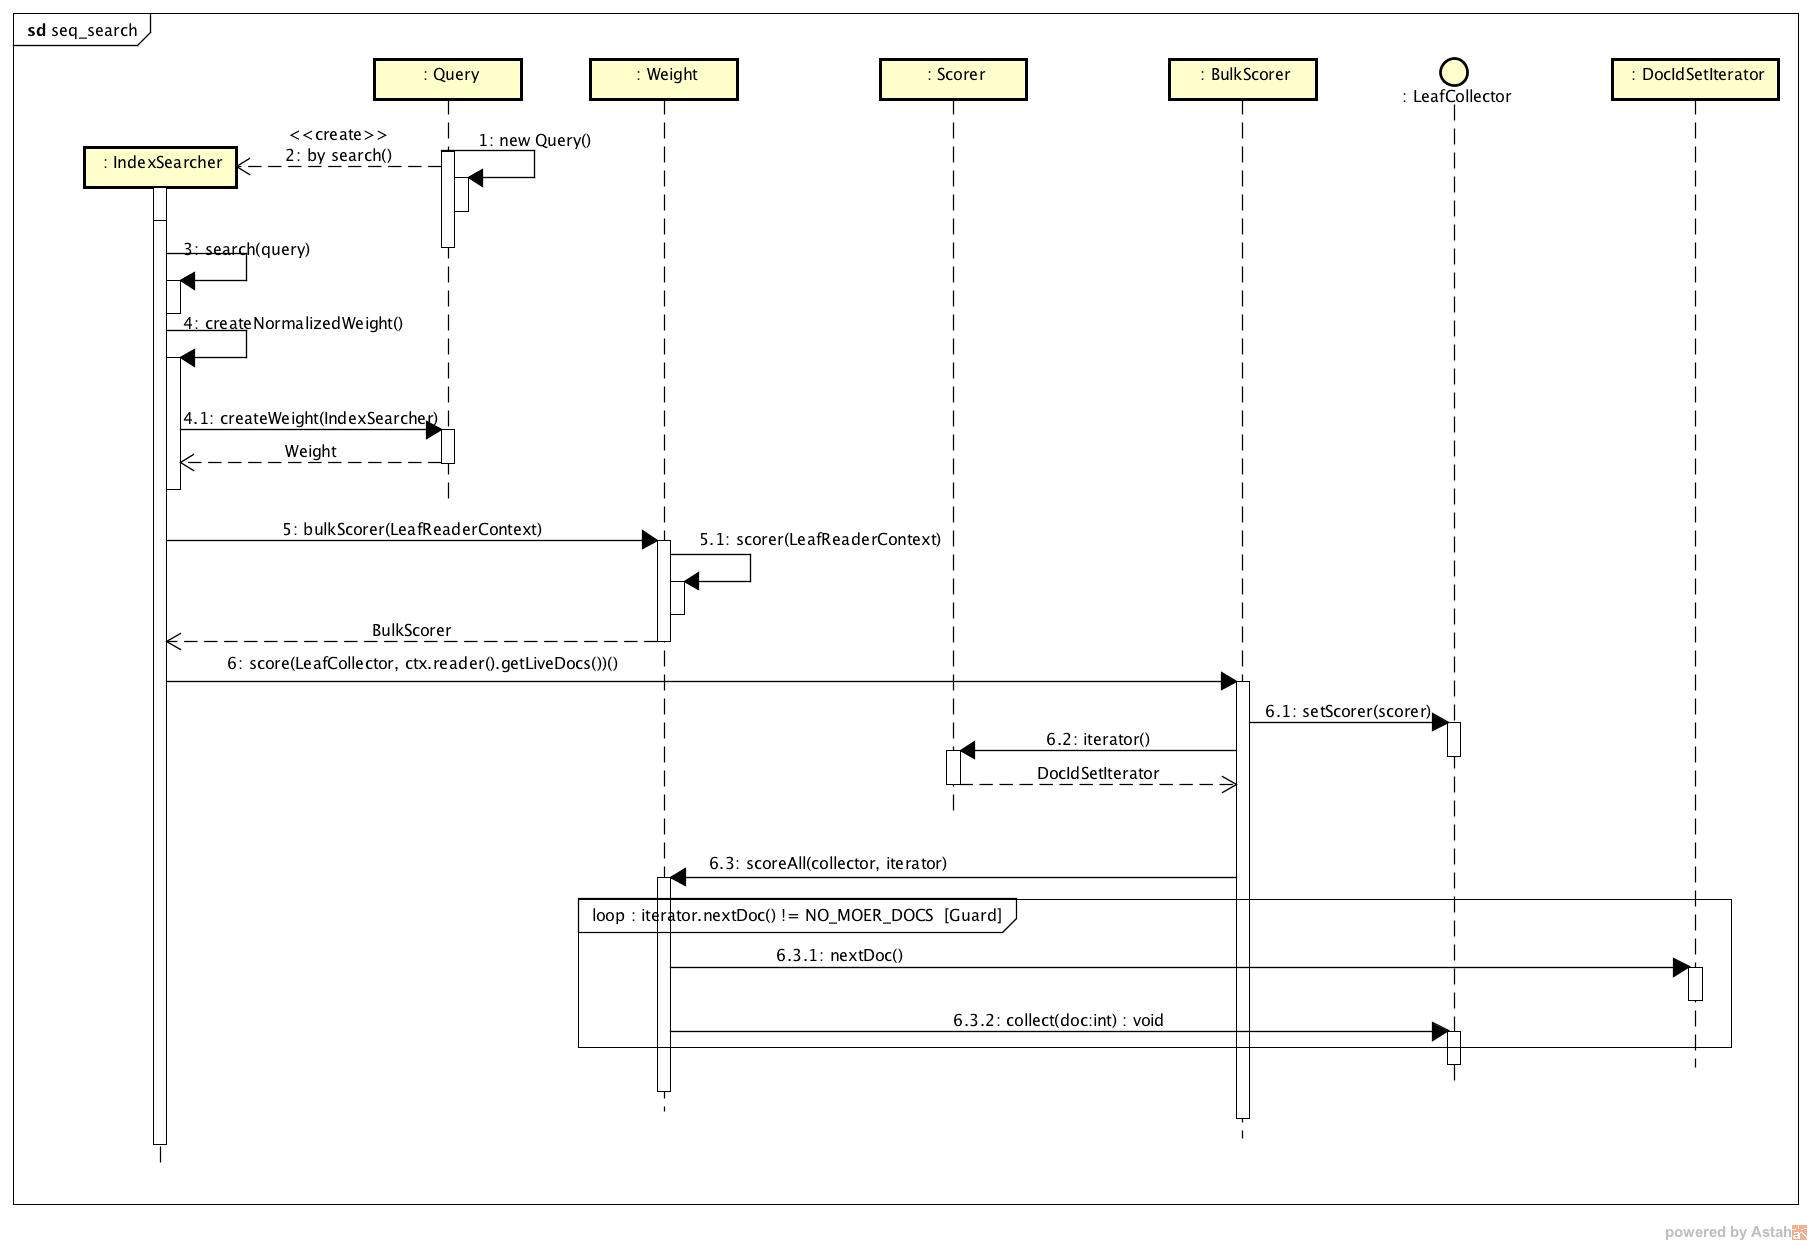 sd seq_search
: Query
: Weight
: Scorer
: BulkScorer
: LeafCollector
: DocIdSetIterator
<<create>>
2: by search()
1: new Query()
: IndexSearcher
3: search(query)
4: createNormalizedWeight()
4.1: createWeight(IndexSearcher)
Weight
5: bulkScorer(LeafReaderContext)
5.1: scorer(LeafReaderContext)
BulkScorer
6: score(LeafCollector, ctx.reader().getLiveDocs())()
6.1: setScorer(scorer)
6.2: iterator()
DocIdSetIterator
6.3: scoreAll(collector, iterator)
loop : iterator.nextDoc() != NO_MOER_DOCS [Guard]
6.3.1: nextDoc()
6.3.2: collect(doc:int) : void
powered by Astah